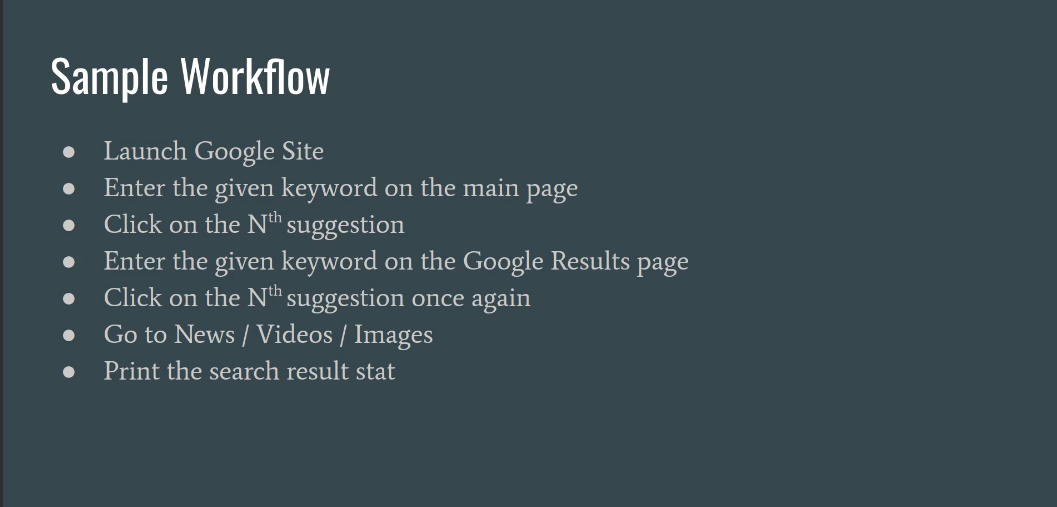 Sample Workflow
● Launch Google Site
● Enter the given keyword on the main page
● Click on the Nth suggestion
● Enter the given keyword on the Google Results page
● Click on the Nth suggestion once again
● Go to News / Videos / Images
● Print the search result stat